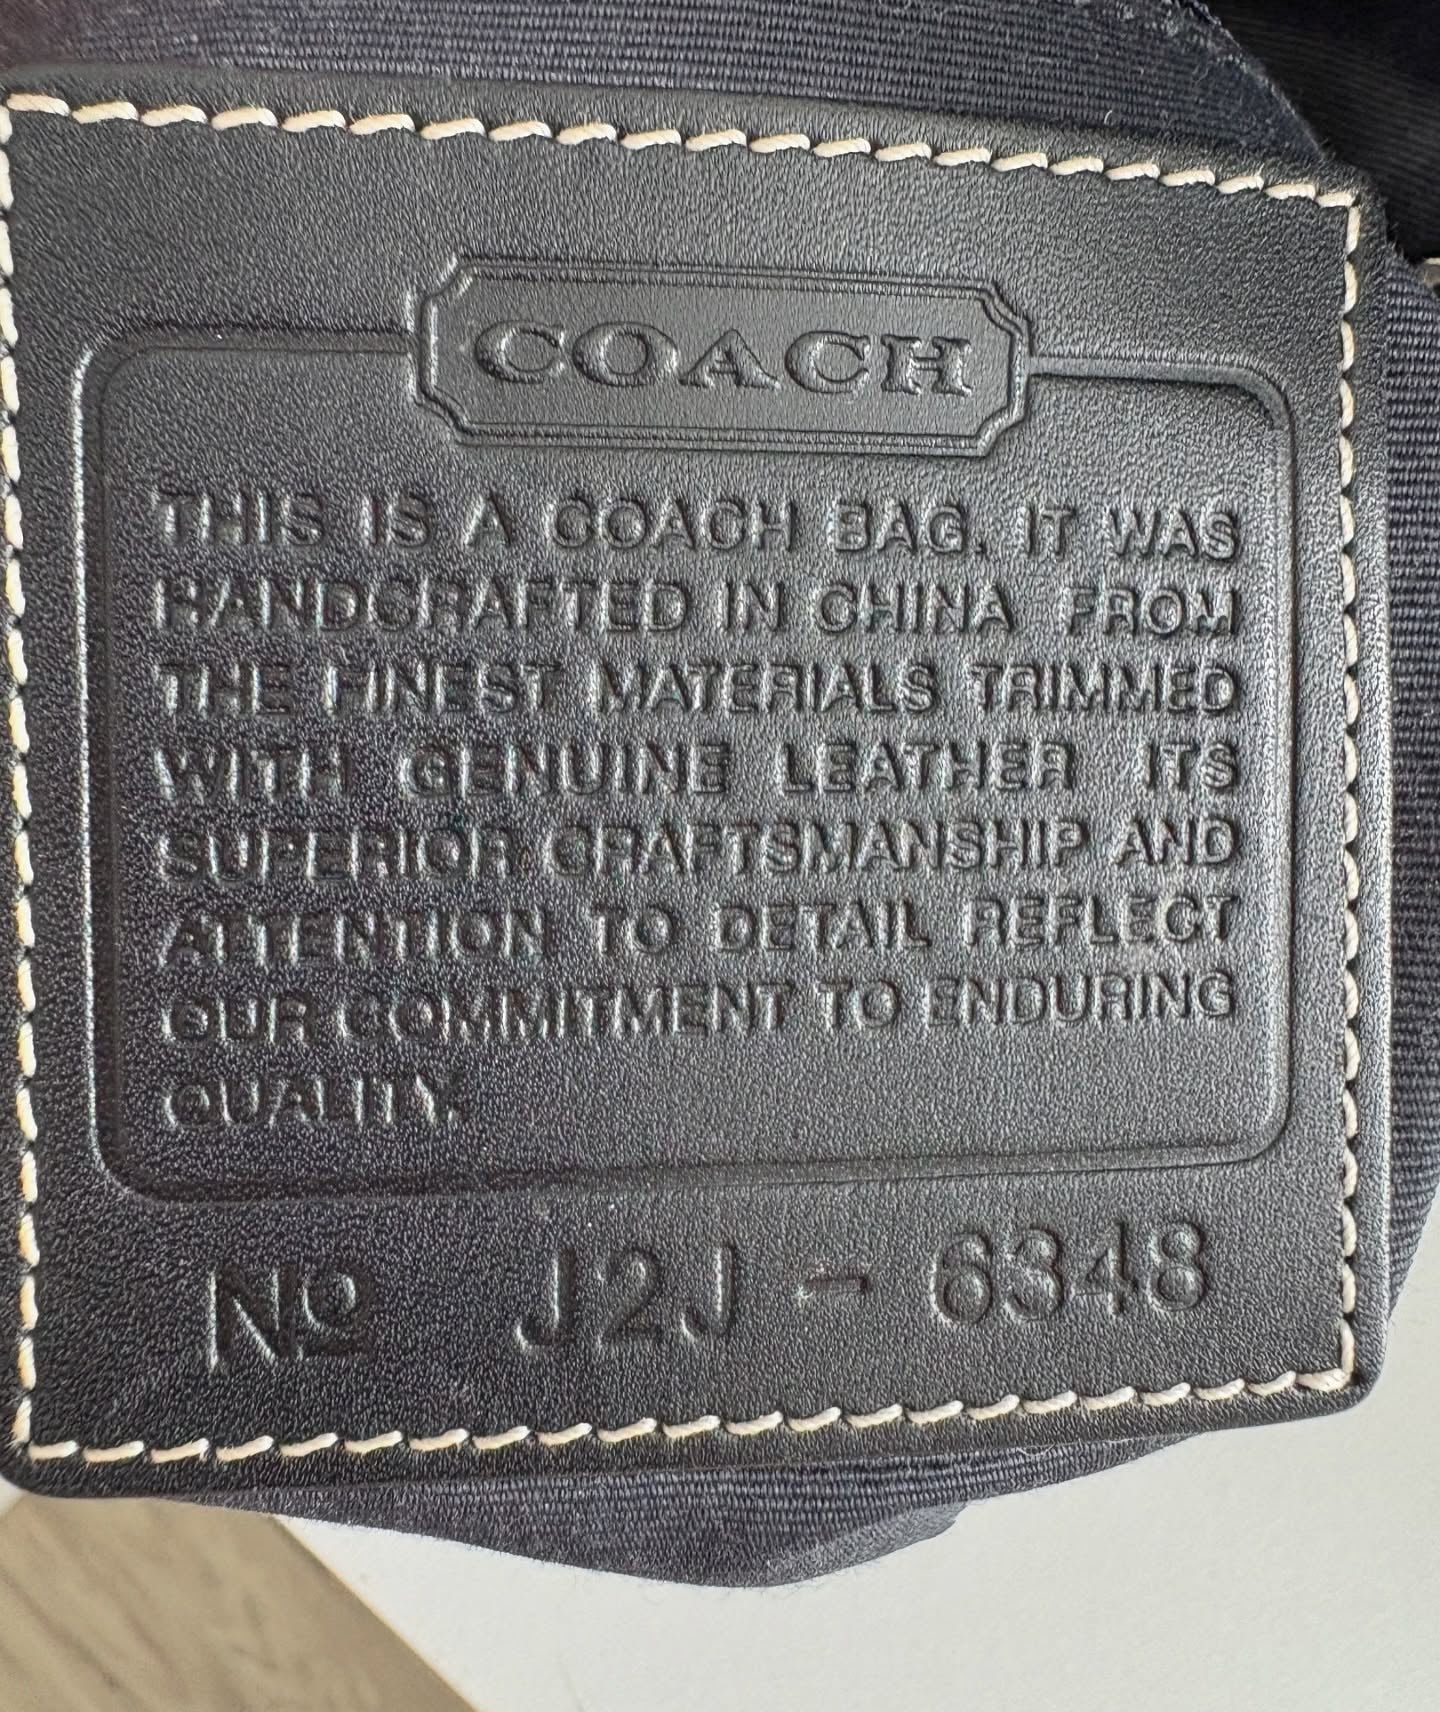 COACH
THIS IS A COACH BAG. IT WAS
HANDCRAFTED IN CHINA FROM
THE FINEST MATERIALS TRIMMED
WITH GENUINE LEATHER ITS
SUPERIOR CRAFTSMANSHIP AND
ATTENTION TO DETAIL REFLECT
OUR COMMITMENT TO ENDURING
QUALITY.
Nº J2J - 6348